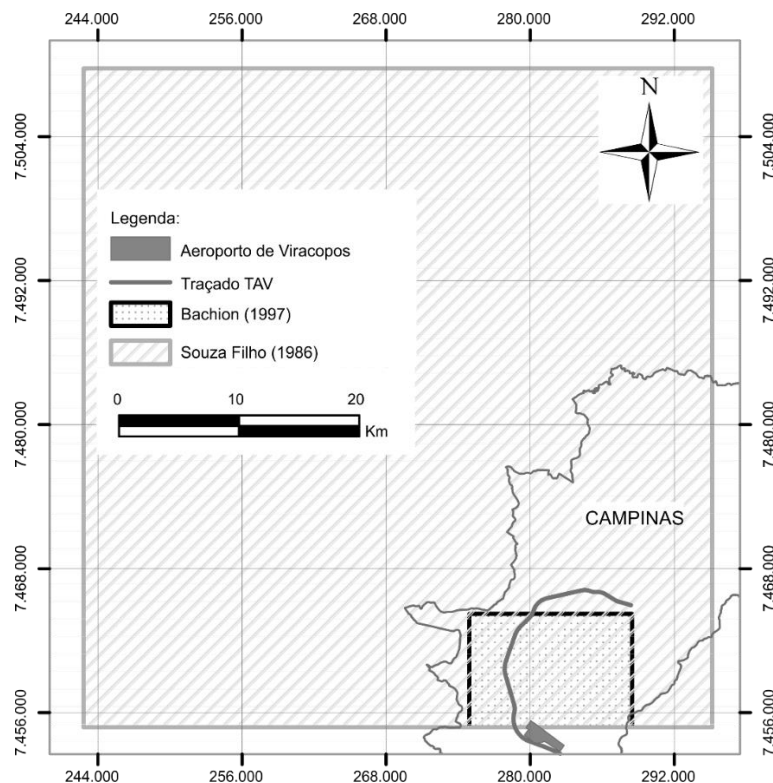 244.000 256.000 268.000 280.000 292.000
N
7.504.000 7.504.000
Legenda:
Aeroporto de Viracopos
7.492.000 7.492.000
Traçado TAV
Bachion (1997)
Souza Filho (1986)
0 10 20
Km
7.480.000 7.480.000
CAMPINAS
7.468.000 7.468.000
7.456.000 7.456.000
244.000 256.000 268.000 280.000 292.000